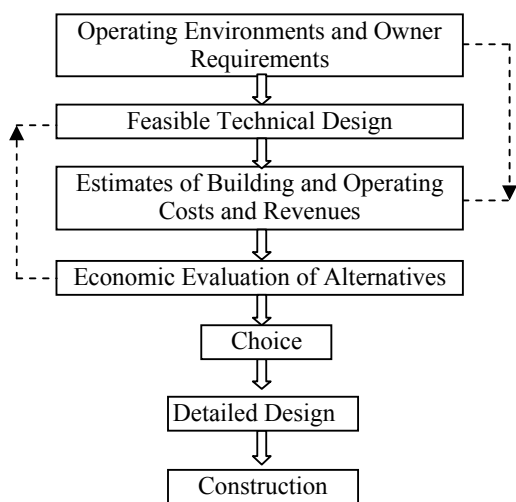 Operating Environments and Owner
Requirements
Feasible Technical Design
Estimates of Building and Operating
Costs and Revenues
Economic Evaluation of Alternatives
Choice
Detailed Design
Construction